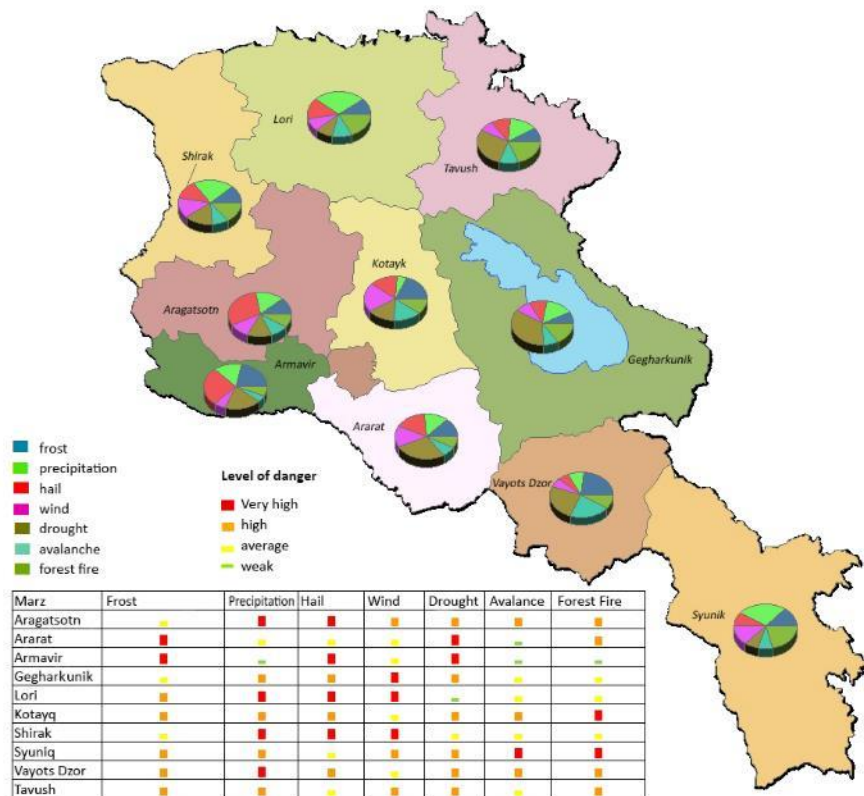 Lori
Tavush
Shirak
Kotayk
Aragatsotn
Gegharkunik
Armavir
Ararat
Vayots Dzor
Syunik
frost
precipitation
hail
wind
drought
avalanche
forest fire
Level of danger
Very high
high
average
weak
Marz Frost Precipitation Hail Wind Drought Avalance Forest Fire
Aragatsotn
Ararat
Armavir
Gegharkunik
Lori
Kotayq
Shirak
Syuniq
Vayots Dzor
Tavush